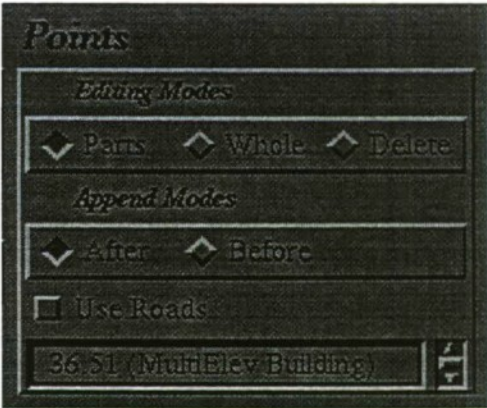 Points
Editing Modes
Parts Whole Delete
Append Modes
After Before
Use Roads
36.51 (MultiElev Building)